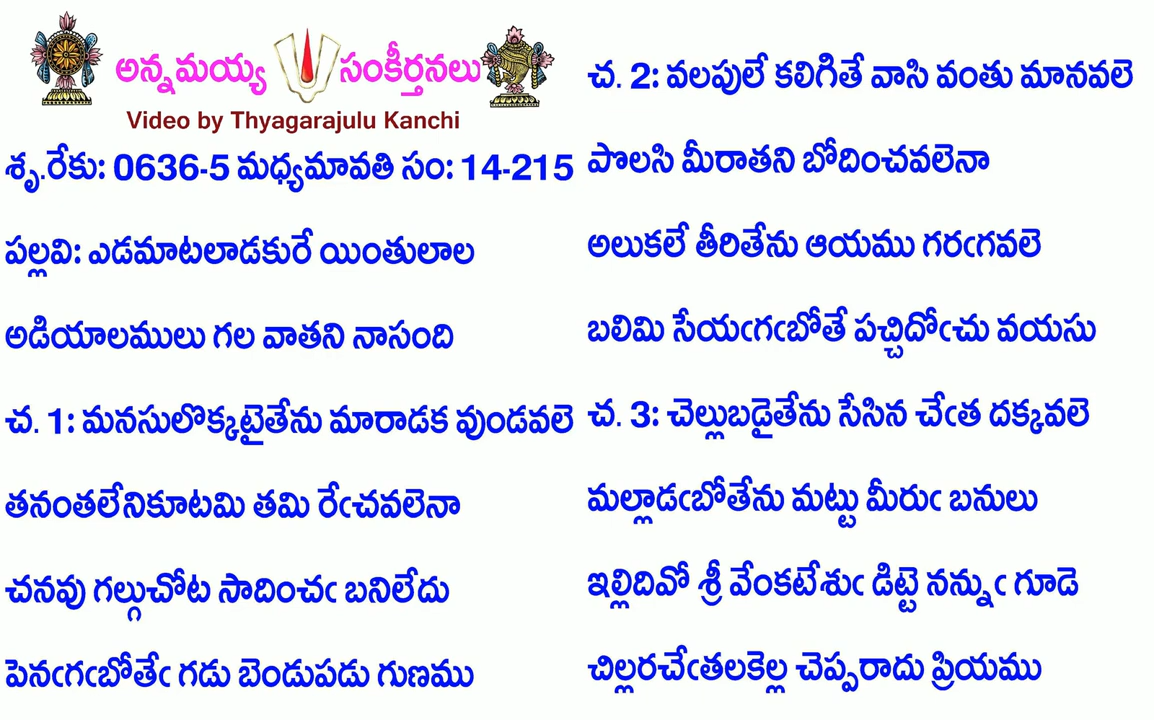 అన్నమయ్య సంకీర్తనలు
Video by Thyagarajulu Kanchi
శృ.రేకు: 0636-5 మధ్యమావతి సం: 14-215
పల్లవి: ఎడమాటలాడకురే యింతులాల
అడియాలములు గల వాతని నాసంది
చ. 1: మనసులొక్కటైతేను మారాడక వుండవలె
తనంతలేనికూటమి తమి రేఁచవలెనా
చనవు గల్గుచోట సాదించఁ బనిలేదు
పెనఁగఁబోతేఁ గడు బెండుపడు గుణము
చ. 2: వలపులే కలిగితే వాసి వంతు మానవలె
పొలసి మీరాతని బోదించవలెనా
అలుకలే తీరితేను ఆయము గరఁగవలె
బలిమి సేయఁగఁబోతే పచ్చిదోఁచు వయసు
చ. 3: చెల్లుబడైతేను సేసిన చేఁత దక్కవలె
మల్లాడఁబోతేను మట్టు మీరుఁ బనులు
ఇల్లిదివో శ్రీ వేంకటేశుఁ డిట్టె నన్నుఁ గూడె
చిల్లరచేఁతలకెల్ల చెప్పరాదు ప్రియము